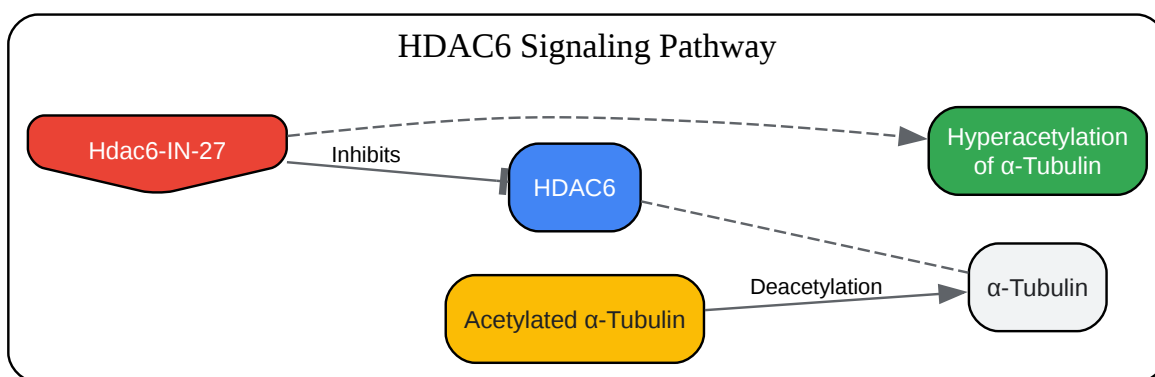 HDAC6 Signaling Pathway
Hdac6-IN-27
Inhibits
HDAC6
Hyperacetylation
of α-Tubulin
Acetylated α-Tubulin
Deacetylation
α-Tubulin